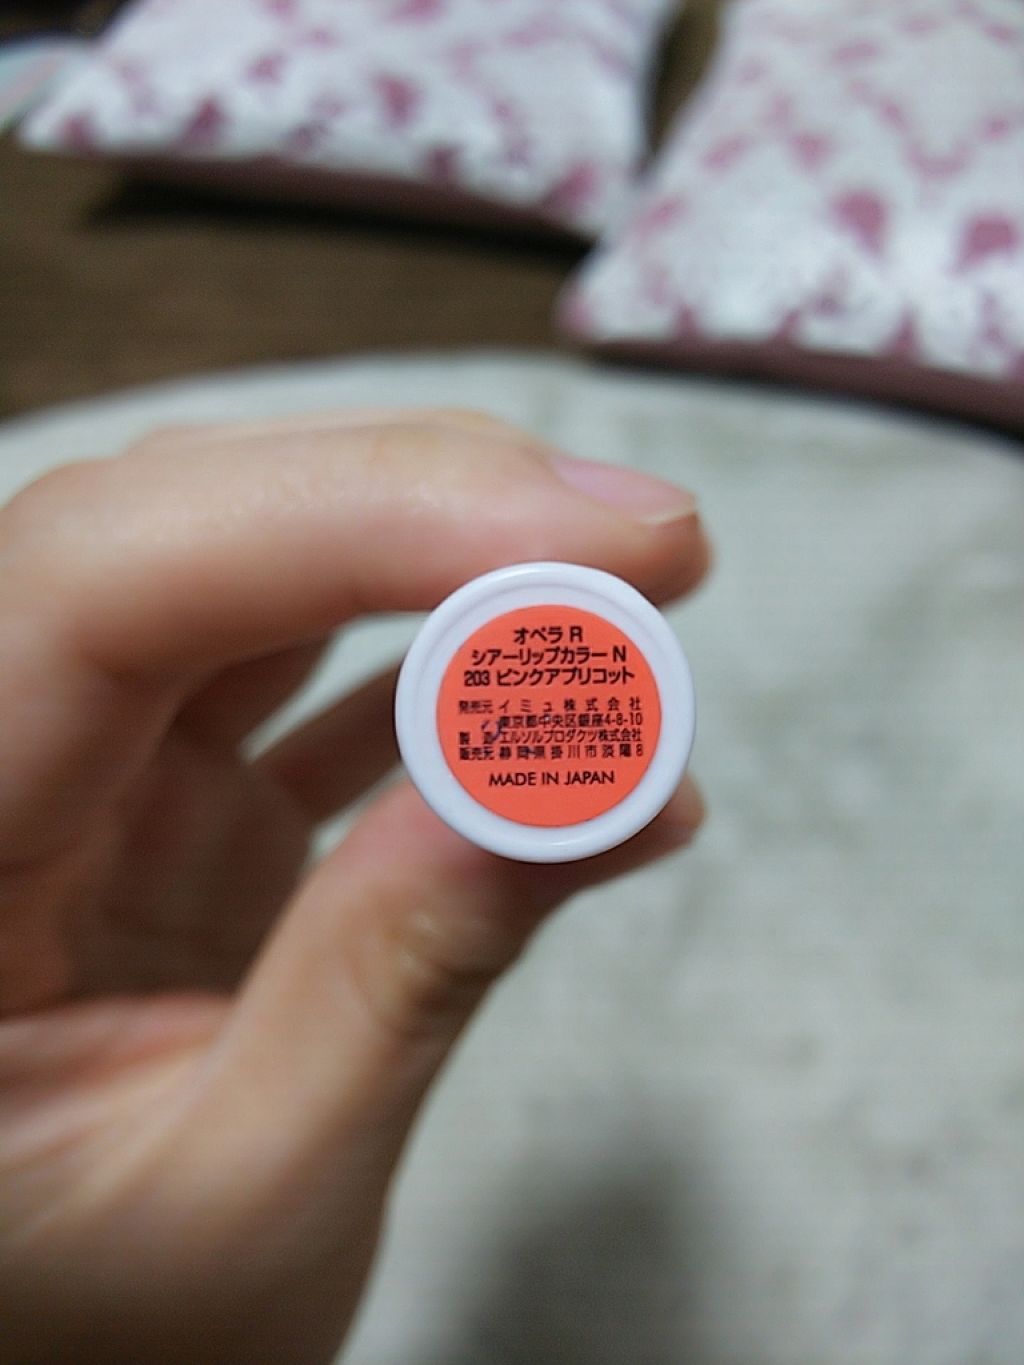 オペラ R
シアーリップカラー N
203 ピンクアプリコット
発売元 イミュ株式会社
東京都中央区銀座4-8-10
製造 エルソルプロダクツ株式会社
販売元 静岡県掛川市淡陽8
MADE IN JAPAN